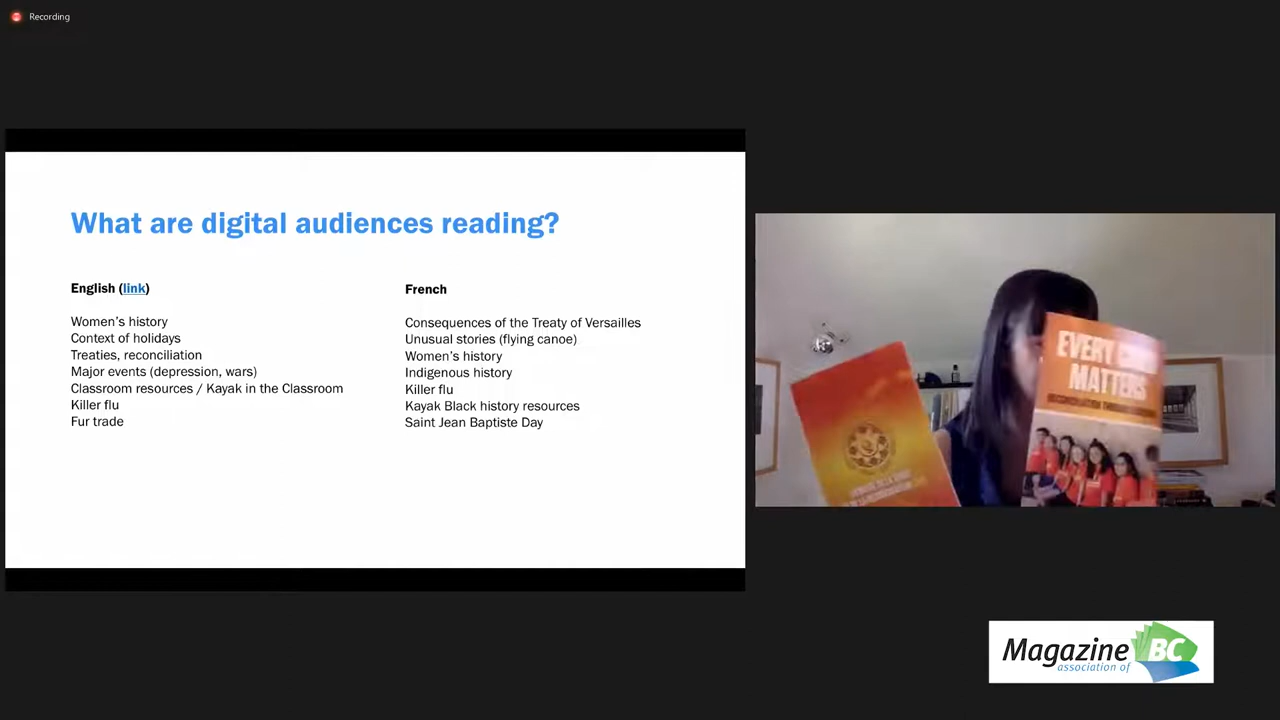 Recording
What are digital audiences reading?
English (link)
Women's history
Context of holidays
Treaties, reconciliation
Major events (depression, wars)
Classroom resources / Kayak in the Classroom
Killer flu
Fur trade
French
Consequences of the Treaty of Versailles
Unusual stories (flying canoe)
Women's history
Indigenous history
Killer flu
Kayak Black history resources
Saint Jean Baptiste Day
EVERY
MATTERS
Magazine BC
association of